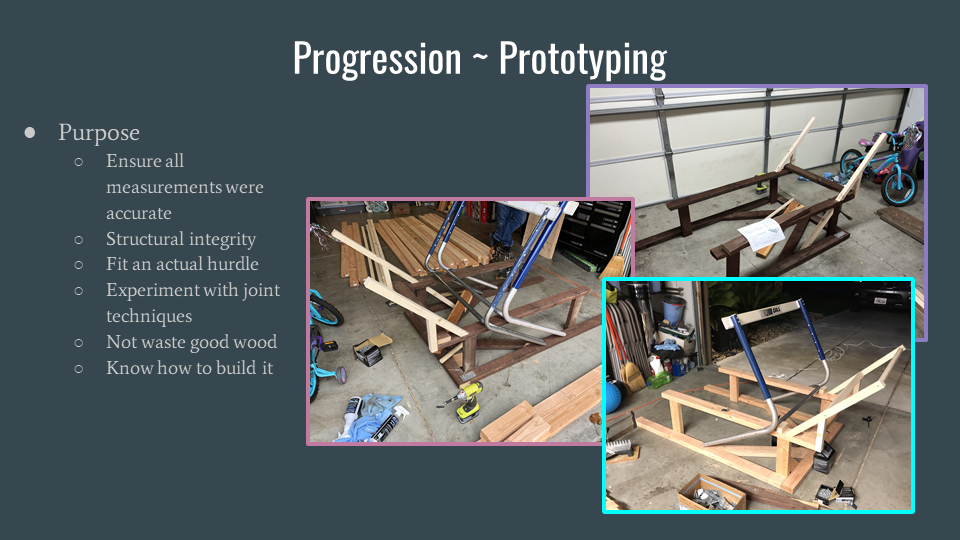 Progression ~ Prototyping
● Purpose
○ Ensure all
measurements were
accurate
○ Structural integrity
○ Fit an actual hurdle
○ Experiment with joint
techniques
○ Not waste good wood
○ Know how to build it
GILL